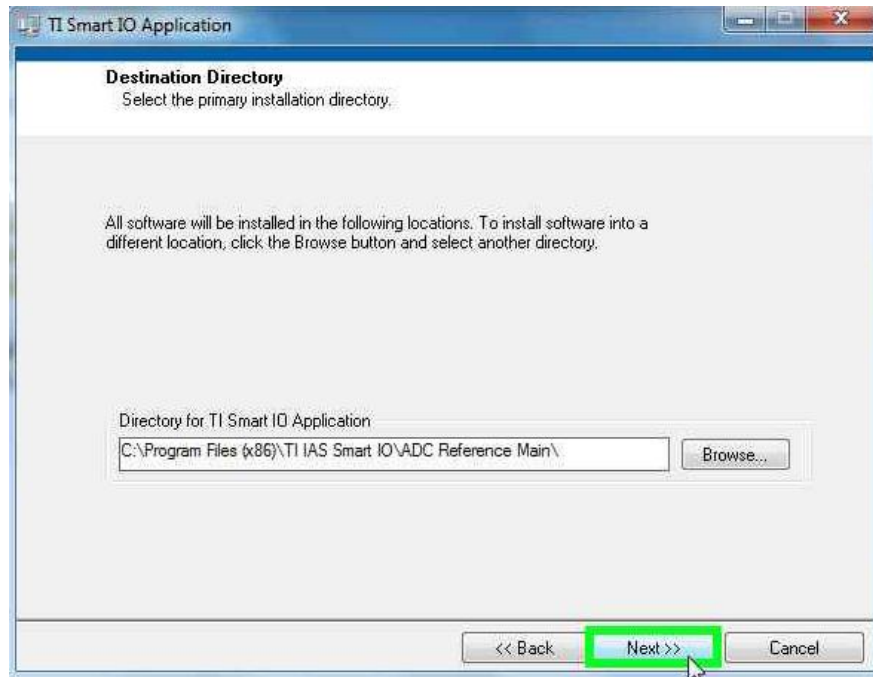 TI Smart IO Application
Destination Directory
Select the primary installation directory.
All software will be installed in the following locations. To install software into a
different location, click the Browse button and select another directory.
Directory for TI Smart IO Application
C:\Program Files (x86)\TI IAS Smart IO\ADC Reference Main\
Browse...
<< Back
Next >>
Cancel